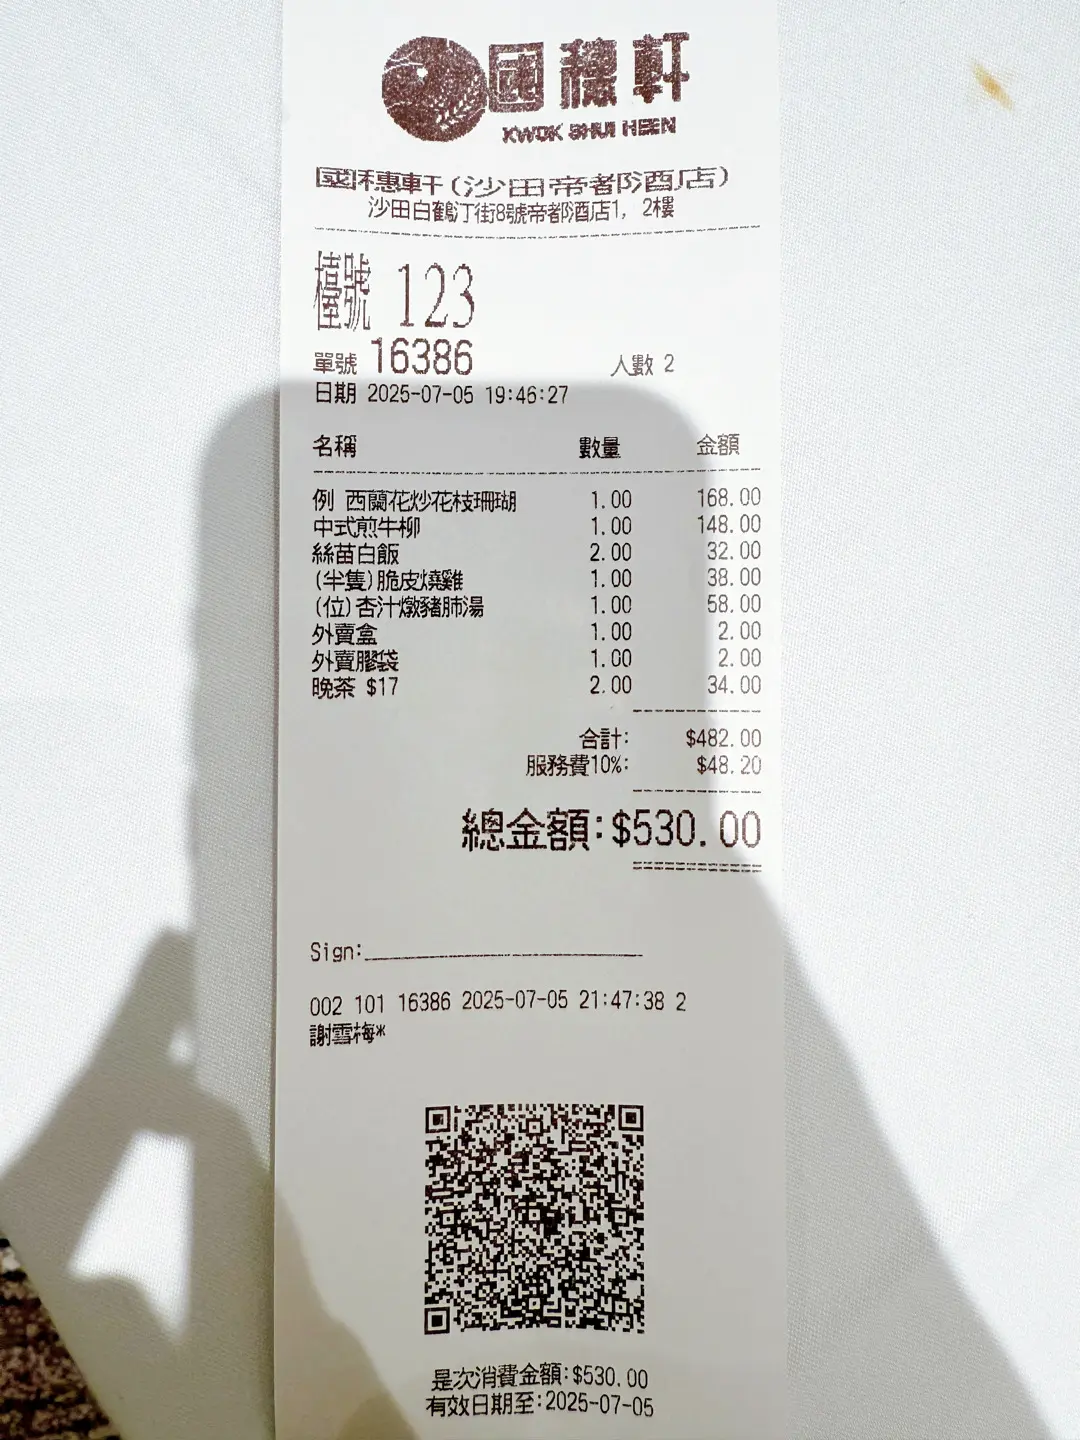 國穗軒
KWOK SHUI HEEN
國穗軒(沙田帝都酒店)
沙田白鶴汀街8號帝都酒店1, 2樓
檯號 123
單號 16386 人數 2
日期 2025-07-05 19:46:27
名稱 數量 金額
例 西蘭花炒花枝珊瑚 1.00 168.00
中式煎牛柳 1.00 148.00
絲苗白飯 2.00 32.00
(半隻)脆皮燒雞 1.00 38.00
(位)杏汁燉豬肺湯 1.00 58.00
外賣盒 1.00 2.00
外賣膠袋 1.00 2.00
晚茶 $17 2.00 34.00
合計: $482.00
服務費10%: $48.20
總金額:$530.00
Sign:
002 101 16386 2025-07-05 21:47:38 2
謝雪梅*
是次消費金額:$530.00
有效日期至:2025-07-05